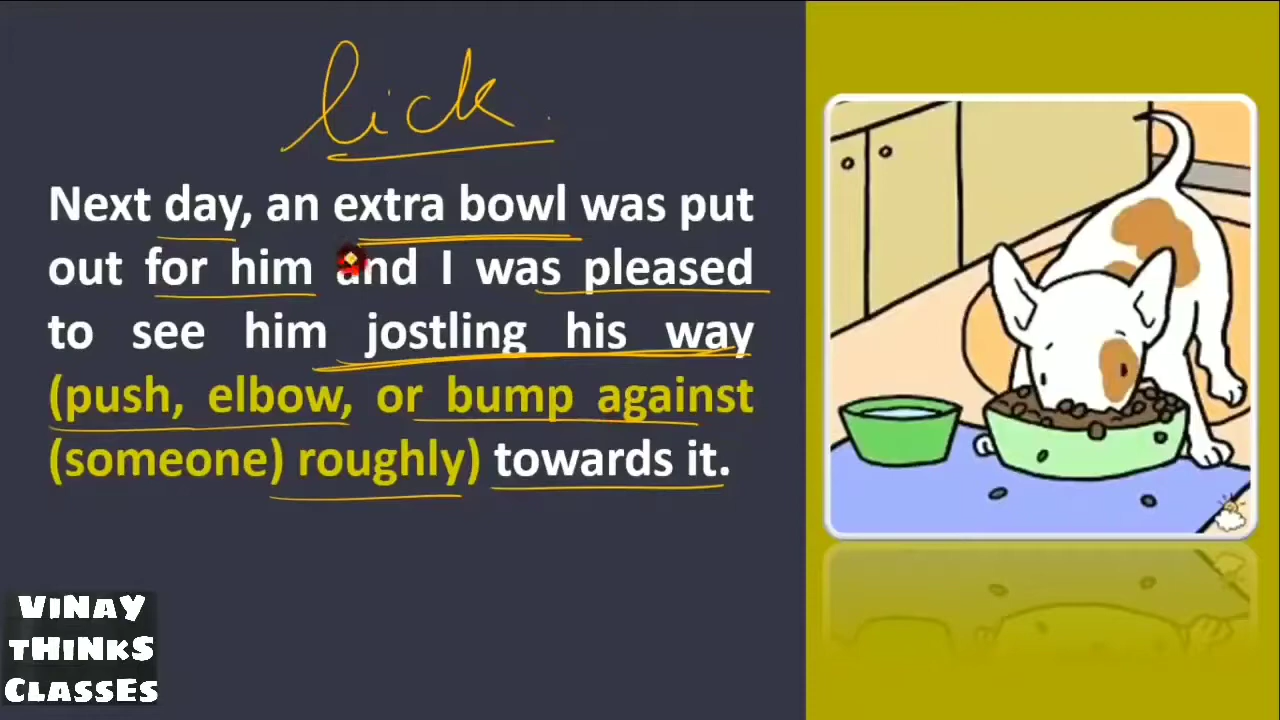 lick
Next day, an extra bowl was put
out for him and I was pleased
to see him jostling his way
(push, elbow, or bump against
(someone) roughly) towards it.
VINAY
THINKS
CLASSES